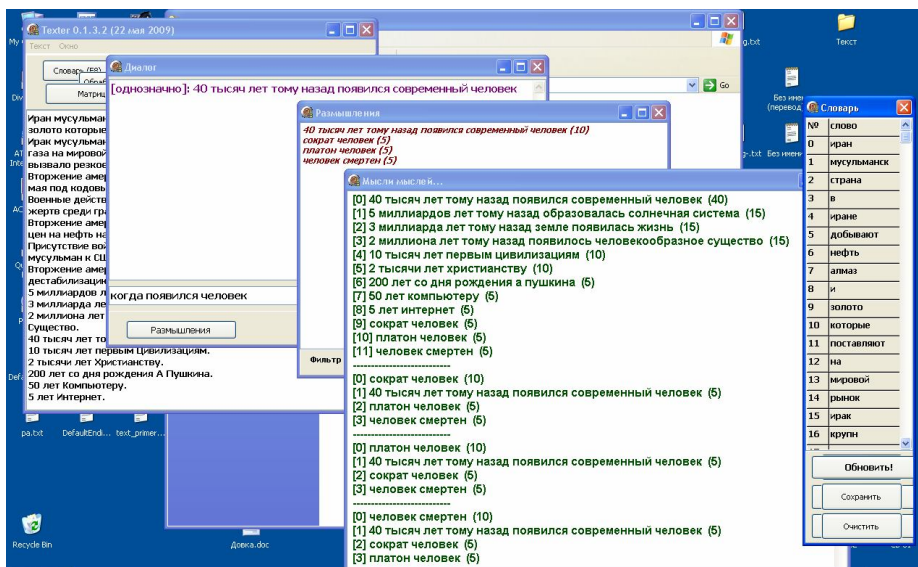 Texter 0.1.3.2 (22 мая 2009)
Текст Окно
Словарь (F8)
Матриц
Иран мусульман
золото которые
Ирак мусульман
газа на мировой
вызвало резкое
Вторжение амер
мая под кодовы
Военные действ
жертв среди гра
Вторжение амер
цен на нефть на
Присутствие вой
мусульман к СШ
Вторжение амер
дестабилизацию
5 миллиардов л
3 миллиарда ле
2 миллиона лет
Существо.
40 тысяч лет то
10 тысяч лет первым Цивилизациям.
2 тысячи лет Христианству.
200 лет со дня рождения А Пушкина.
50 лет Компьютеру.
5 лет Интернет.
Диалог
[однозначно]: 40 тысяч лет тому назад появился современный человек
когда появился человек
Размышления
Размышления
40 тысяч лет тому назад появился современный человек (10)
сократ человек (5)
платон человек (5)
человек смертен (5)
Фильтр
Мысли мыслей...
[0] 40 тысяч лет тому назад появился современный человек (40)
[1] 5 миллиардов лет тому назад образовалась солнечная система (15)
[2] 3 миллиарда лет тому назад земле появилась жизнь (15)
[3] 2 миллиона лет тому назад появилось человекообразное существо (15)
[4] 10 тысяч лет первым цивилизациям (10)
[5] 2 тысячи лет христианству (10)
[6] 200 лет со дня рождения а пушкина (5)
[7] 50 лет компьютеру (5)
[8] 5 лет интернет (5)
[9] сократ человек (5)
[10] платон человек (5)
[11] человек смертен (5)
---------------------------
[0] сократ человек (10)
[1] 40 тысяч лет тому назад появился современный человек (5)
[2] платон человек (5)
[3] человек смертен (5)
---------------------------
[0] платон человек (10)
[1] 40 тысяч лет тому назад появился современный человек (5)
[2] сократ человек (5)
[3] человек смертен (5)
---------------------------
[0] человек смертен (10)
[1] 40 тысяч лет тому назад появился современный человек (5)
[2] сократ человек (5)
[3] платон человек (5)
Go
Текст
Словарь
№ слово
0 иран
1 мусульманск
2 страна
3 в
4 иране
5 добывают
6 нефть
7 алмаз
8 и
9 золото
10 которые
11 поставляют
12 на
13 мировой
14 рынок
15 ирак
16 крупн
Обновить!
Сохранить
Очистить
pa.txt
DefaultEndi...
text_primer...
Recycle Bin
Довка.doc